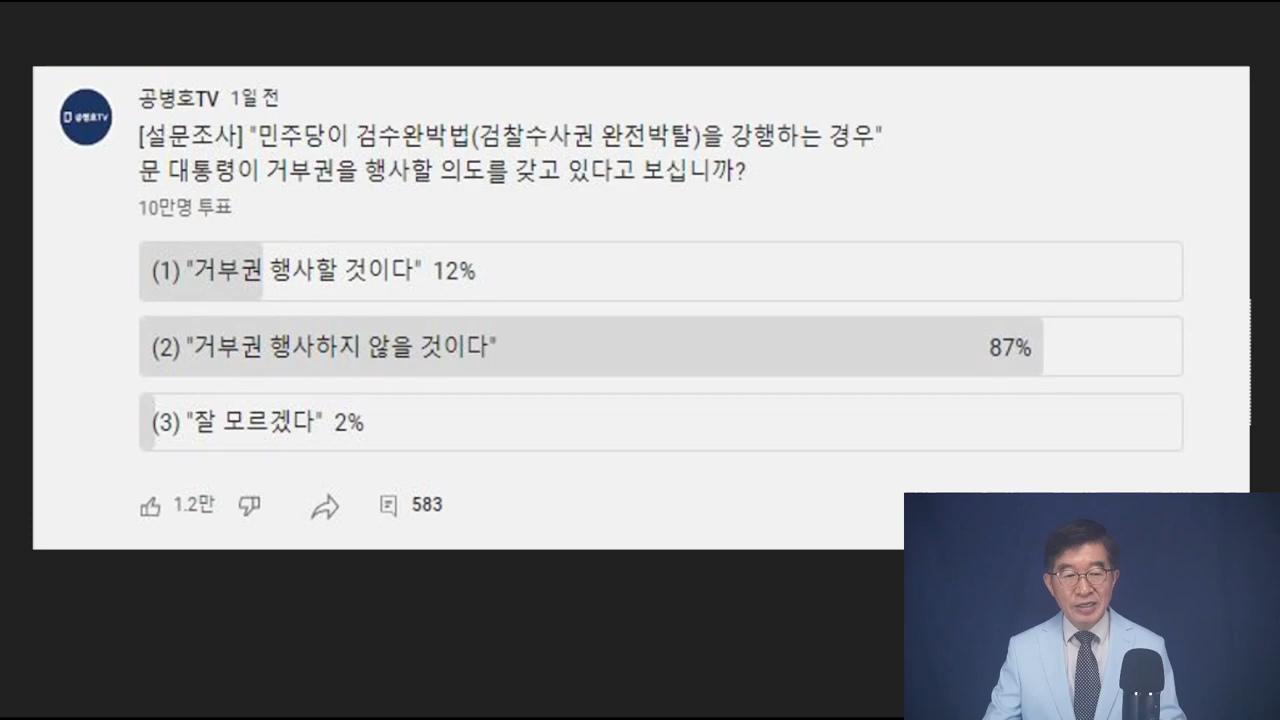 공병호TV
공병호TV 1일 전
[설문조사] "민주당이 검수완박법(검찰수사권 완전박탈)을 강행하는 경우"
문 대통령이 거부권을 행사할 의도를 갖고 있다고 보십니까?
10만명 투표
(1) "거부권 행사할 것이다" 12%
(2) "거부권 행사하지 않을 것이다" 87%
(3) "잘 모르겠다" 2%
1.2만 583